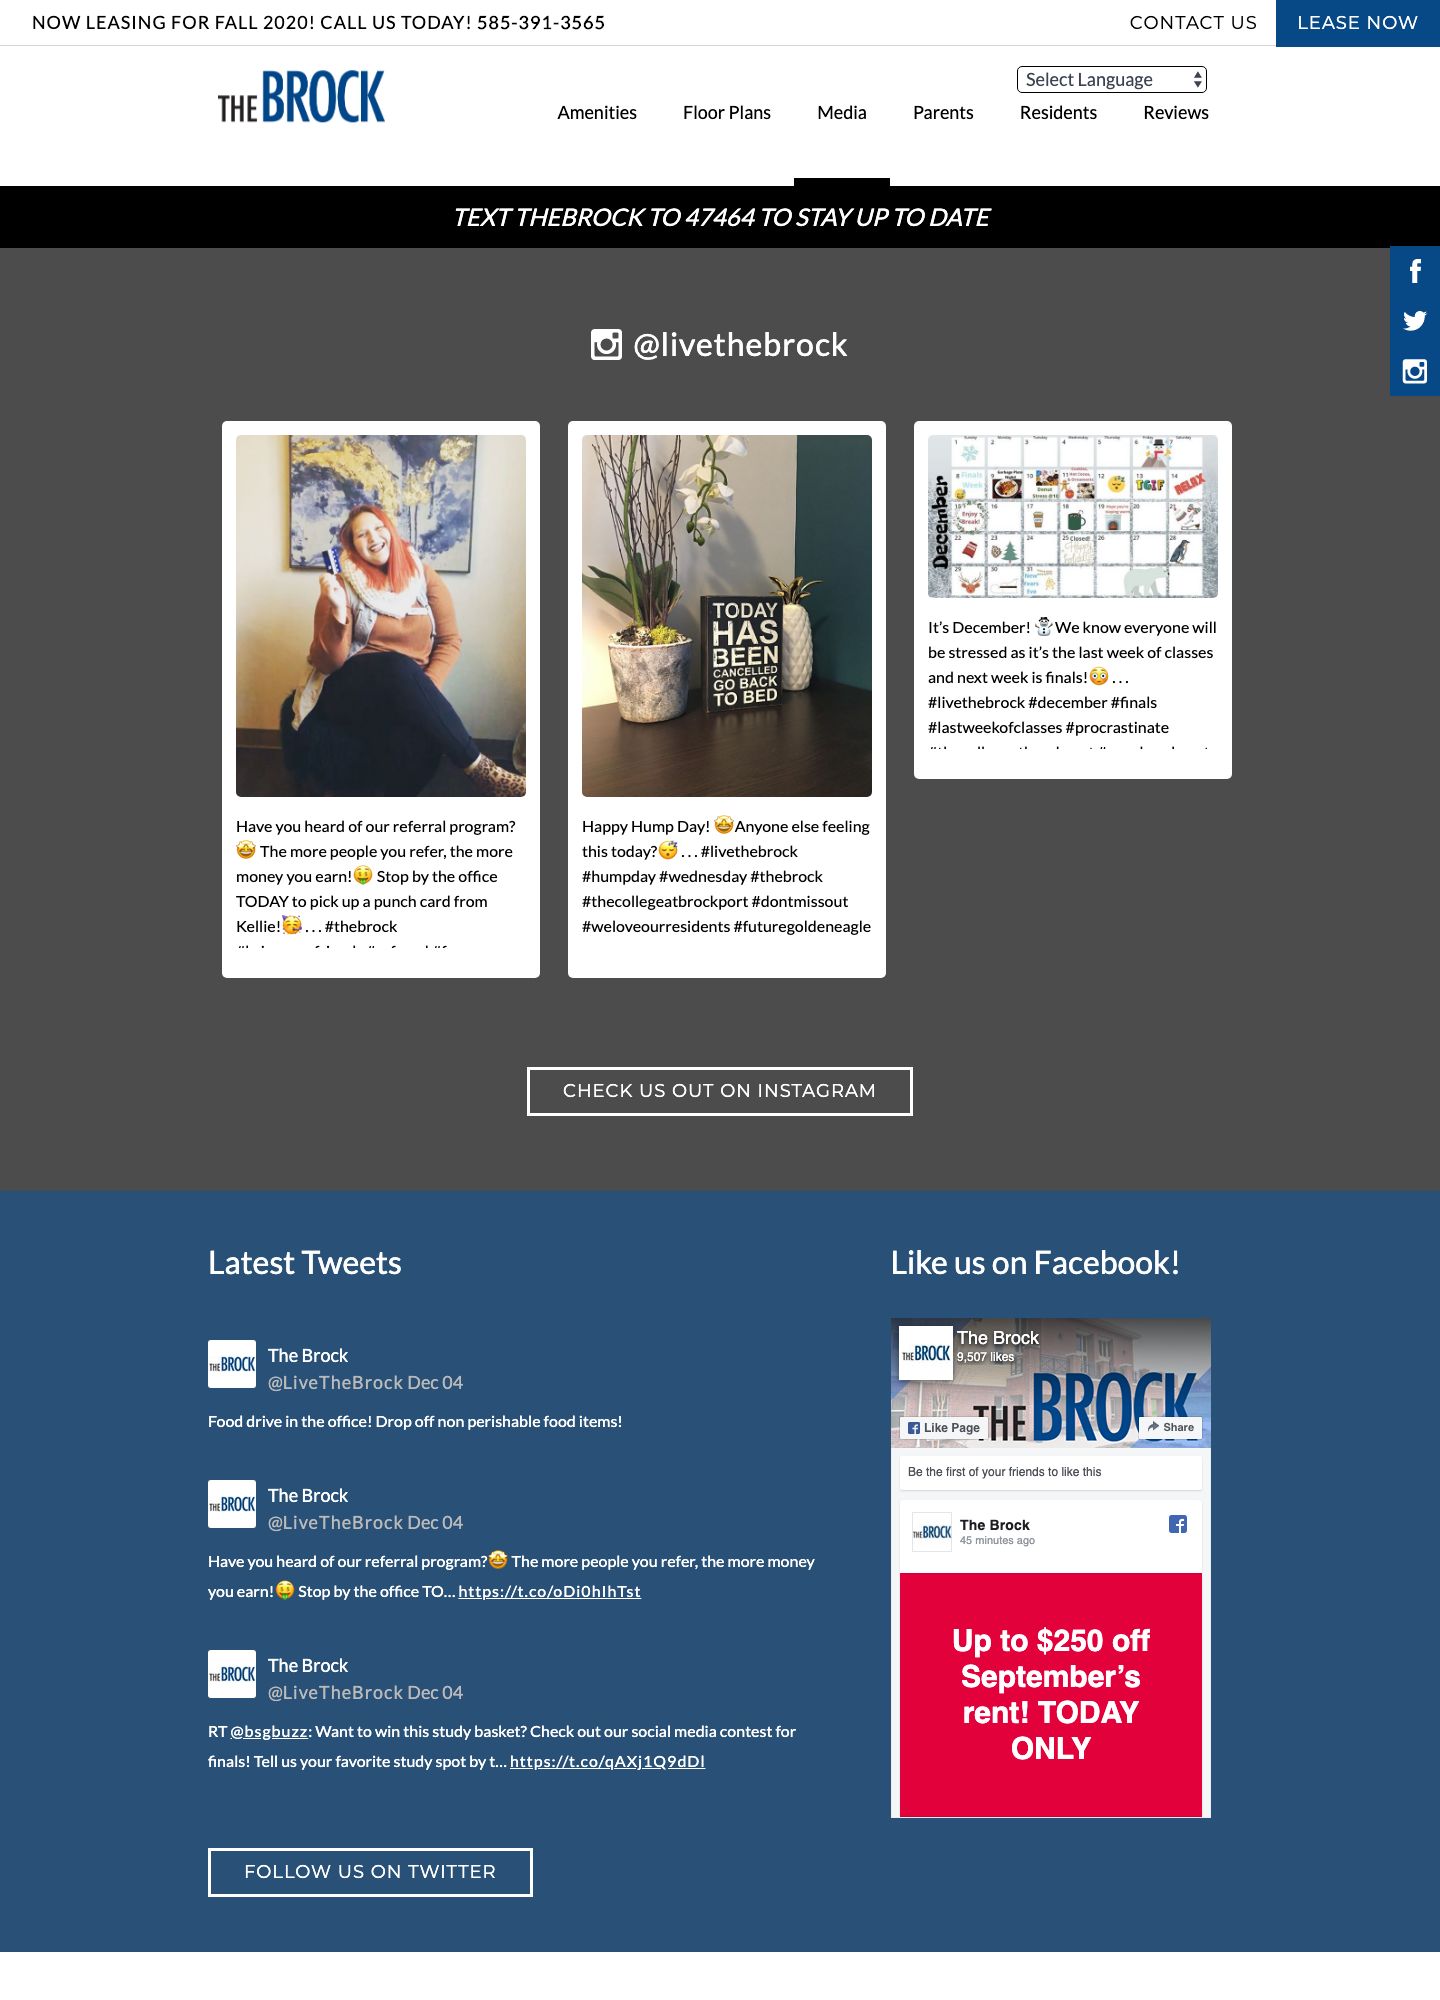 NOW LEASING FOR FALL 2020! CALL US TODAY! 585-391-3565
CONTACT US
LEASE NOW
THE BROCK
Select Language
Amenities
Floor Plans
Media
Parents
Residents
Reviews
TEXT THEBROCK TO 47464 TO STAY UP TO DATE
@livethebrock
Have you heard of our referral program?
🤩 The more people you refer, the more
money you earn!🤑 Stop by the office
TODAY to pick up a punch card from
Kellie!🥳 . . . #thebrock
TODAY
HAS
BEEN
CANCELLED
GO BACK
TO BED
Happy Hump Day! 🤩Anyone else feeling
this today?😴 . . . #livethebrock
#humpday #wednesday #thebrock
#thecollegeatbrockport #dontmissout
#weloveourresidents #futuregoldeneagle
December
Finals
Week
TGIF
RELAX
Enjoy
Break!
Closed!
New
Years
Eve
It's December! ☃️We know everyone will
be stressed as it's the last week of classes
and next week is finals!😳 . . .
#livethebrock #december #finals
#lastweekofclasses #procrastinate
CHECK US OUT ON INSTAGRAM
Latest Tweets
THE BROCK
The Brock
@LiveTheBrock Dec 04
Food drive in the office! Drop off non perishable food items!
THE BROCK
The Brock
@LiveTheBrock Dec 04
Have you heard of our referral program?🤩 The more people you refer, the more money
you earn!🤑 Stop by the office TO… https://t.co/oDi0hIhTst
THE BROCK
The Brock
@LiveTheBrock Dec 04
RT @bsgbuzz: Want to win this study basket? Check out our social media contest for
finals! Tell us your favorite study spot by t… https://t.co/qAXj1Q9dDl
FOLLOW US ON TWITTER
Like us on Facebook!
THE BROCK
The Brock
9,507 likes
THE BROCK
Like Page
Share
Be the first of your friends to like this
THE BROCK
The Brock
45 minutes ago
Up to $250 off
September's
rent! TODAY
ONLY